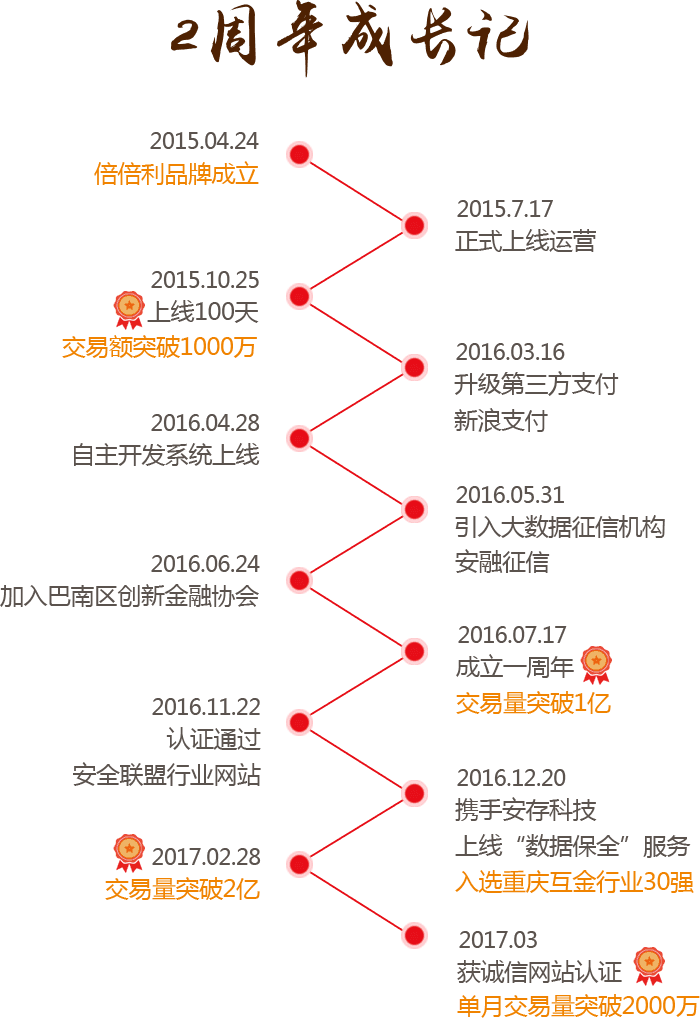 2周年成长记
2015.04.24
倍倍利品牌成立
2015.7.17
正式上线运营
2015.10.25
上线100天
交易额突破1000万
2016.03.16
升级第三方支付
新浪支付
2016.04.28
自主开发系统上线
2016.05.31
引入大数据征信机构
安融征信
2016.06.24
加入巴南区创新金融协会
2016.07.17
成立一周年
交易量突破1亿
2016.11.22
认证通过
安全联盟行业网站
2016.12.20
携手安存科技
上线“数据保全”服务
入选重庆互金行业30强
2017.02.28
交易量突破2亿
2017.03
获诚信网站认证
单月交易量突破2000万